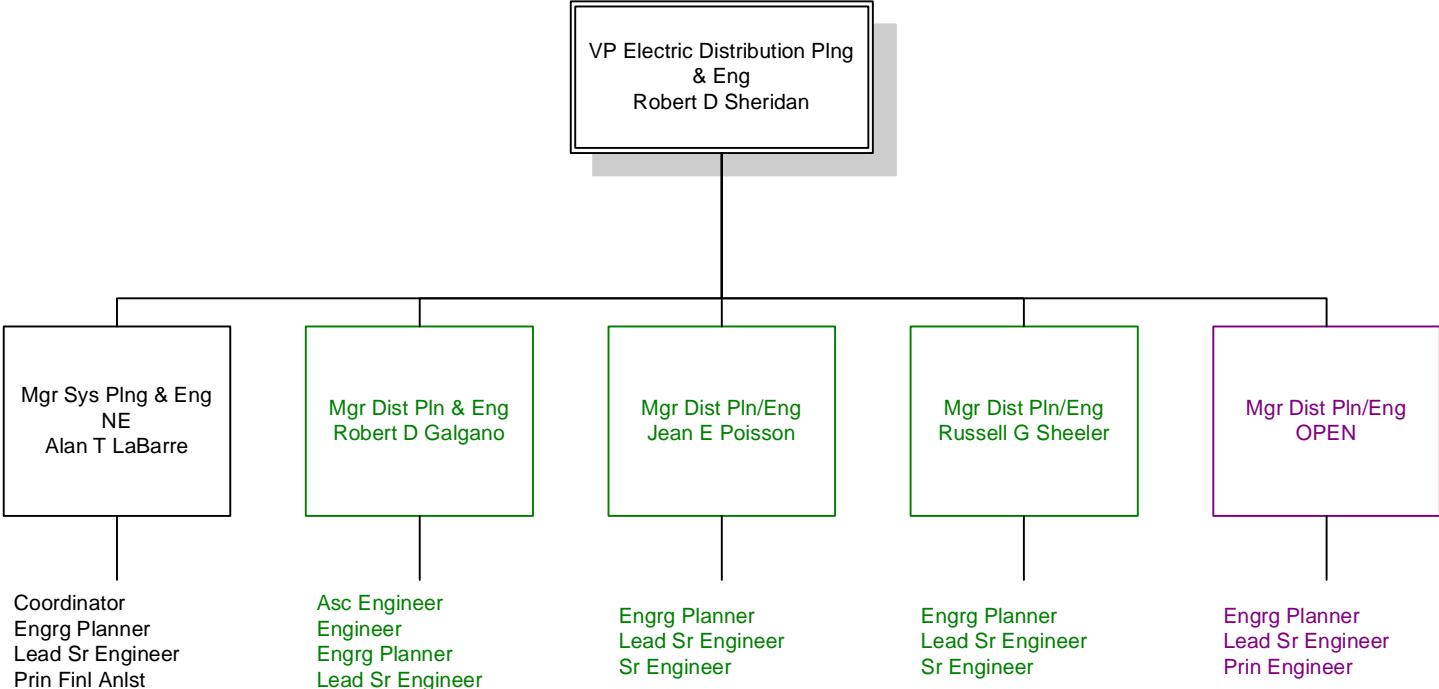 VP Electric Distribution Plng
& Eng
Robert D Sheridan
Mgr Sys Plng & Eng
NE
Alan T LaBarre
Mgr Dist Pln & Eng
Robert D Galgano
Mgr Dist Pln/Eng
Jean E Poisson
Mgr Dist Pln/Eng
Russell G Sheeler
Mgr Dist Pln/Eng
OPEN
Coordinator
Engrg Planner
Lead Sr Engineer
Prin Finl Anlst
Asc Engineer
Engineer
Engrg Planner
Lead Sr Engineer
Engrg Planner
Lead Sr Engineer
Sr Engineer
Engrg Planner
Lead Sr Engineer
Sr Engineer
Engrg Planner
Lead Sr Engineer
Prin Engineer